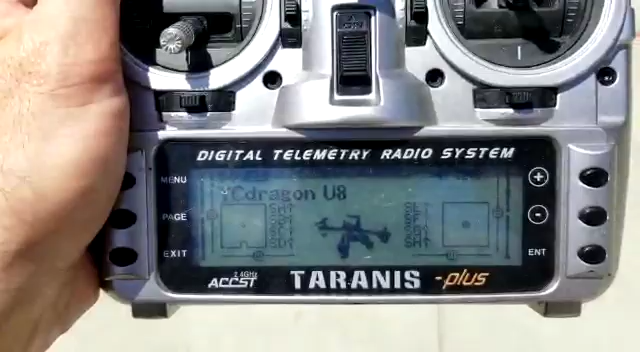 DIGITAL TELEMETRY RADIO SYSTEM
MENU
PAGE
EXIT
Cdragon U8
+
-
ENT
2.4GHz
ACCST
TARANIS -plus